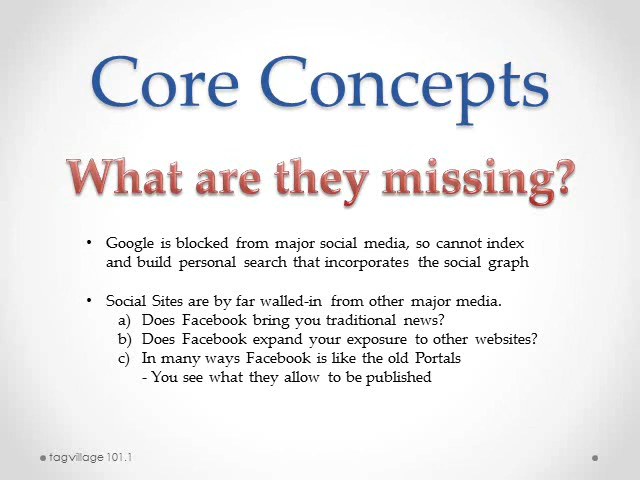 Core Concepts
What are they missing?
• Google is blocked from major social media, so cannot index
and build personal search that incorporates the social graph
• Social Sites are by far walled-in from other major media.
a) Does Facebook bring you traditional news?
b) Does Facebook expand your exposure to other websites?
c) In many ways Facebook is like the old Portals
- You see what they allow to be published
tagvillage 101.1